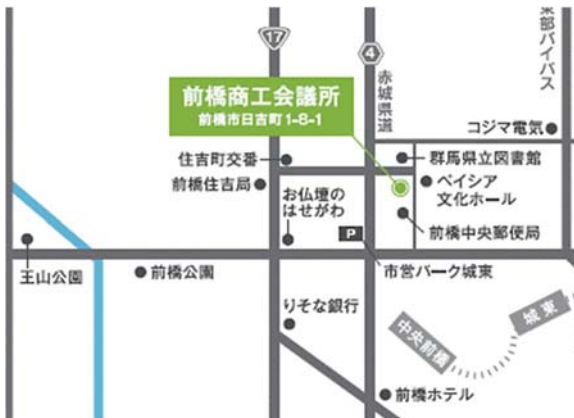 17
4
東部バイパス
前橋商工会議所
前橋市日吉町1-8-1
赤城県道
コジマ電気
住吉町交番
群馬県立図書館
前橋住吉局
お仏壇の
はせがわ
ベイシア
文化ホール
前橋中央郵便局
P
王山公園
前橋公園
市営パーク城東
りそな銀行
中央前橋
城東
前橋ホテル